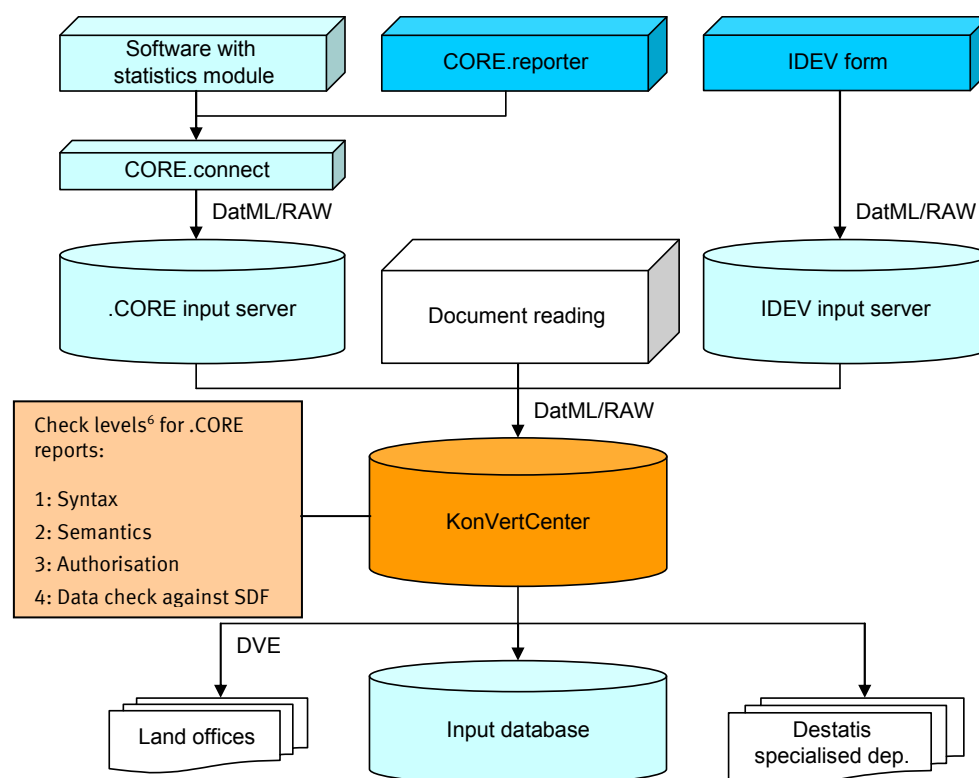 Software with
statistics module
CORE.reporter
IDEV form
CORE.connect
DatML/RAW
DatML/RAW
.CORE input server
Document reading
IDEV input server
DatML/RAW
Check levels⁶ for .CORE
reports:
1: Syntax
2: Semantics
3: Authorisation
4: Data check against SDF
KonVertCenter
DVE
Land offices
Input database
Destatis
specialised dep.